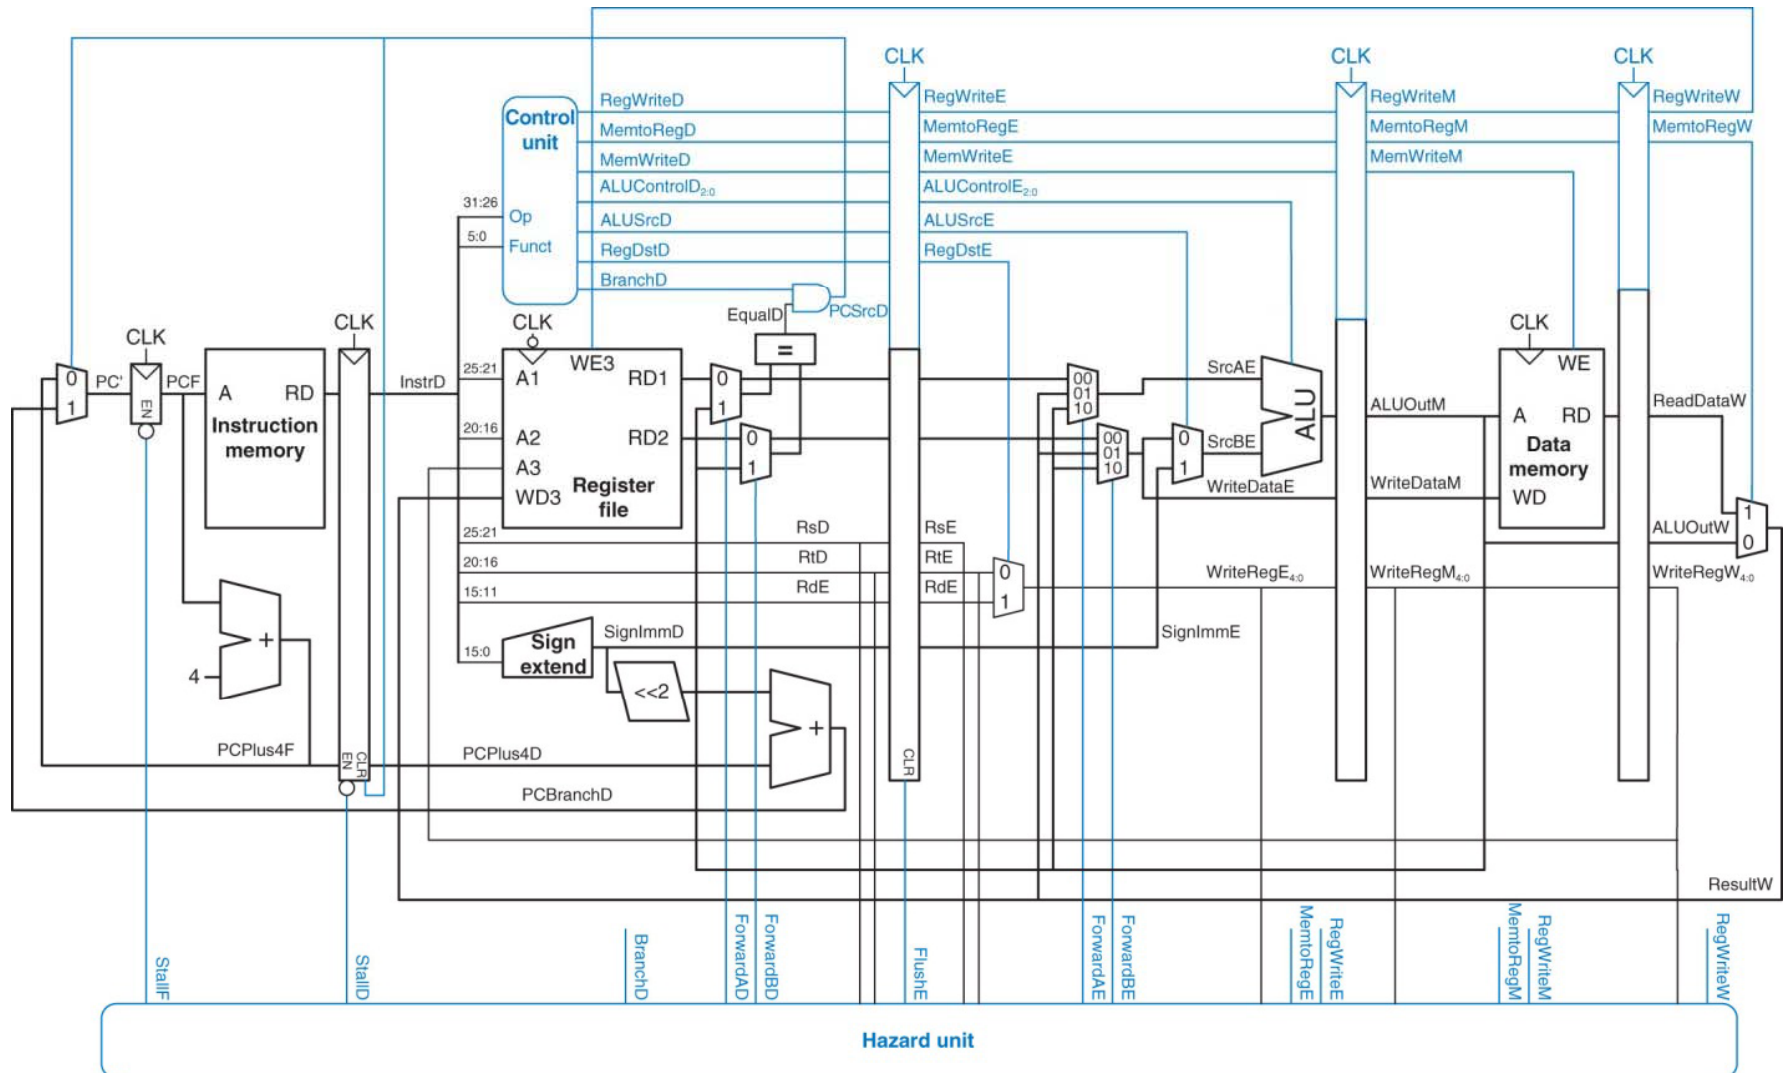 CLK
CLK
CLK
Control
unit
RegWriteD
RegWriteE
RegWriteM
RegWriteW
MemtoRegD
MemtoRegE
MemtoRegM
MemtoRegW
MemWriteD
MemWriteE
MemWriteM
ALUControlD2:0
ALUControlE2:0
31:26
Op
ALUSrcD
ALUSrcE
5:0
Funct
RegDstD
RegDstE
BranchD
PCSrcD
EqualD
CLK
CLK
CLK
CLK
=
0
1
PC'
EN
PCF
A
RD
Instruction
memory
InstrD
25:21
A1
WE3
RD1
20:16
A2
RD2
A3
WD3
Register
file
0
1
0
1
00
01
10
00
01
10
0
1
SrcAE
SrcBE
ALU
ALUOutM
WriteDataE
WriteDataM
A
RD
WE
Data
memory
WD
ReadDataW
ALUOutW
1
0
25:21
RsD
RsE
20:16
RtD
RtE
15:11
RdE
RdE
0
1
WriteRegE4:0
WriteRegM4:0
WriteRegW4:0
15:0
Sign
extend
SignImmD
SignImmE
<<2
+
4
+
PCPlus4F
EN
CLR
PCPlus4D
CLR
PCBranchD
ResultW
StallF
StallD
BranchD
ForwardAD
ForwardBD
FlushE
ForwardAE
ForwardBE
MemtoRegE
RegWriteE
MemtoRegM
RegWriteM
RegWriteW
Hazard unit